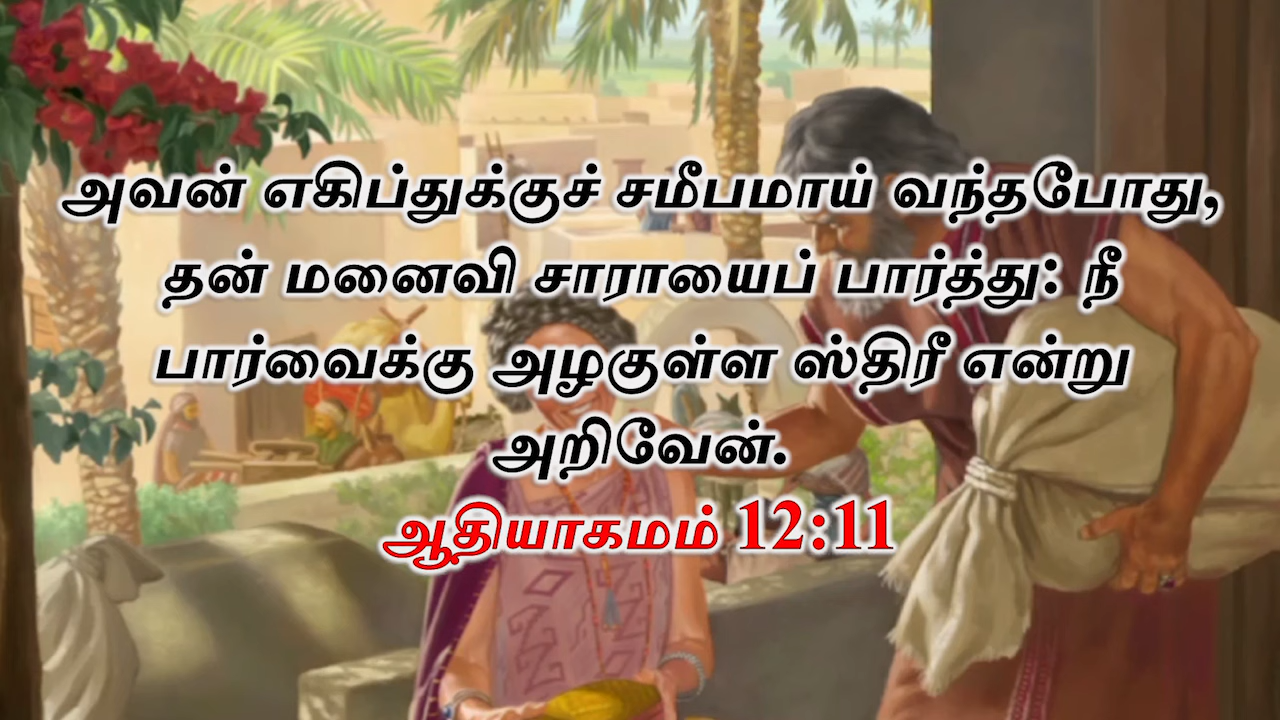 அவன் எகிப்துக்குச் சமீபமாய் வந்தபோது,
தன் மனைவி சாராயைப் பார்த்து: நீ
பார்வைக்கு அழகுள்ள ஸ்திரீ என்று
அறிவேன்.
ஆதியாகமம் 12:11